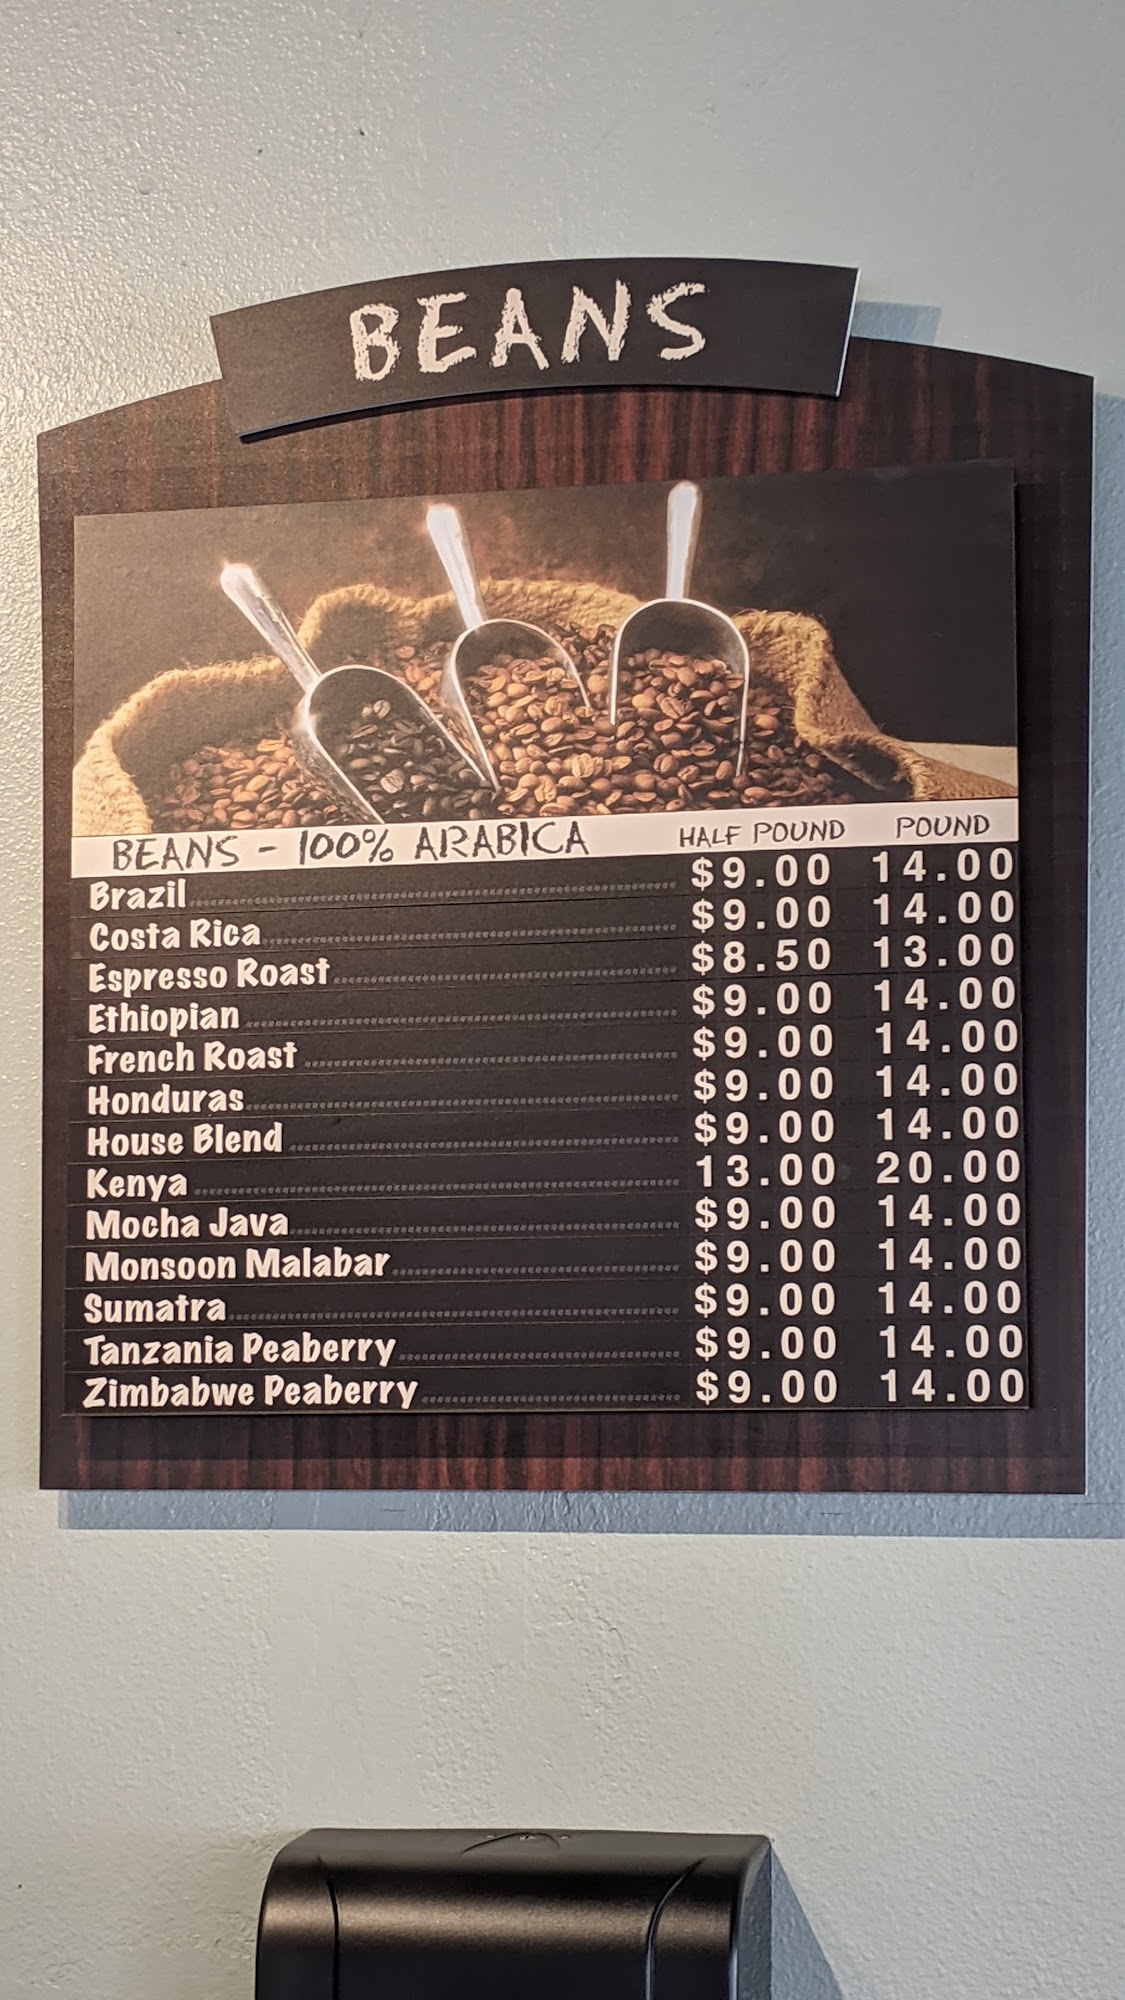 BEANS
BEANS - 100% ARABICA HALF POUND POUND
Brazil $9.00 14.00
Costa Rica $9.00 14.00
Espresso Roast $8.50 13.00
Ethiopian $9.00 14.00
French Roast $9.00 14.00
Honduras $9.00 14.00
House Blend $9.00 14.00
Kenya 13.00 20.00
Mocha Java $9.00 14.00
Monsoon Malabar $9.00 14.00
Sumatra $9.00 14.00
Tanzania Peaberry $9.00 14.00
Zimbabwe Peaberry $9.00 14.00